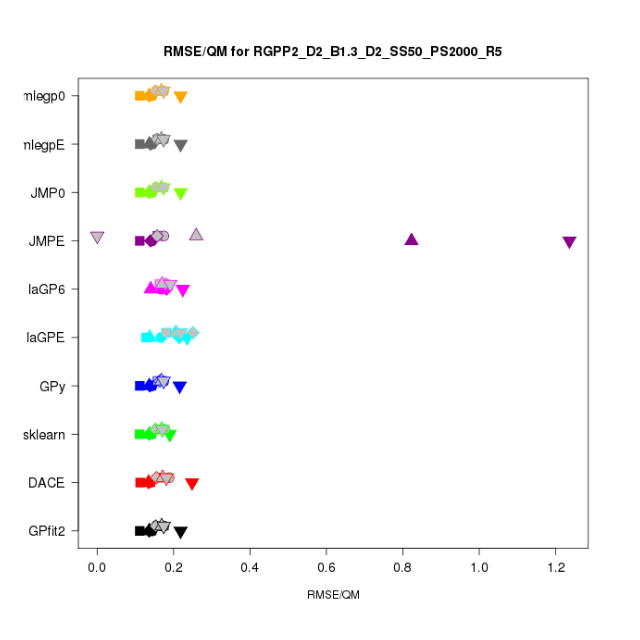 RMSE/QM for RGPP2_D2_B1.3_D2_SS50_PS2000_R5
mlegp0
mlegpE
JMP0
JMPE
laGP6
laGPE
GPy
sklearn
DACE
GPfit2
0.0 0.2 0.4 0.6 0.8 1.0 1.2
RMSE/QM